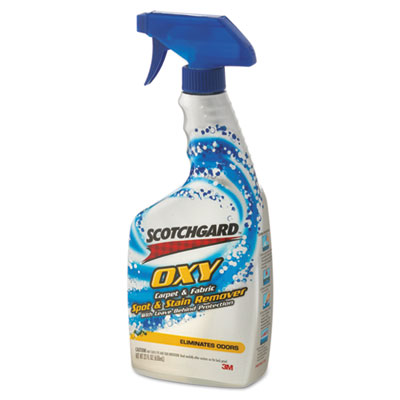 SCOTCHGARD
OXY
Carpet & Fabric
Spot & Stain Remover
With Leave Behind Protection
ELIMINATES ODORS
3M